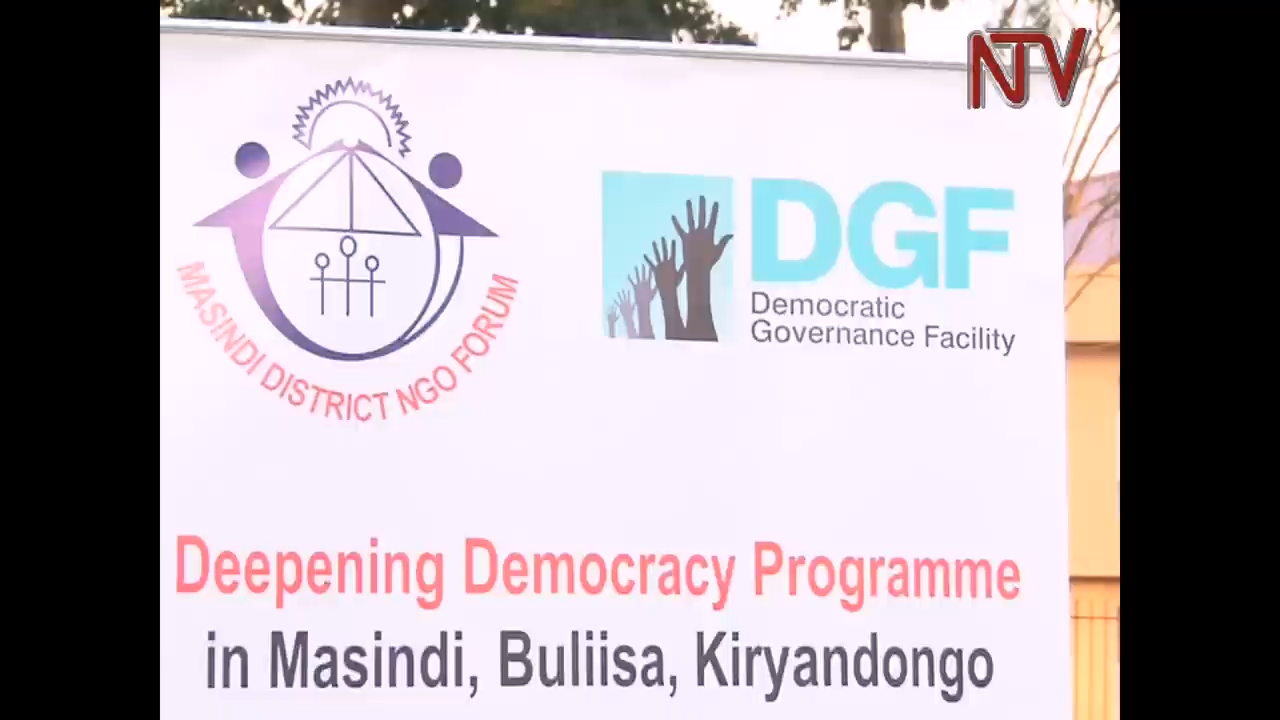 NTV
MASINDI DISTRICT NGO FORUM
DGF
Democratic
Governance Facility
Deepening Democracy Programme
in Masindi, Buliisa, Kiryandongo